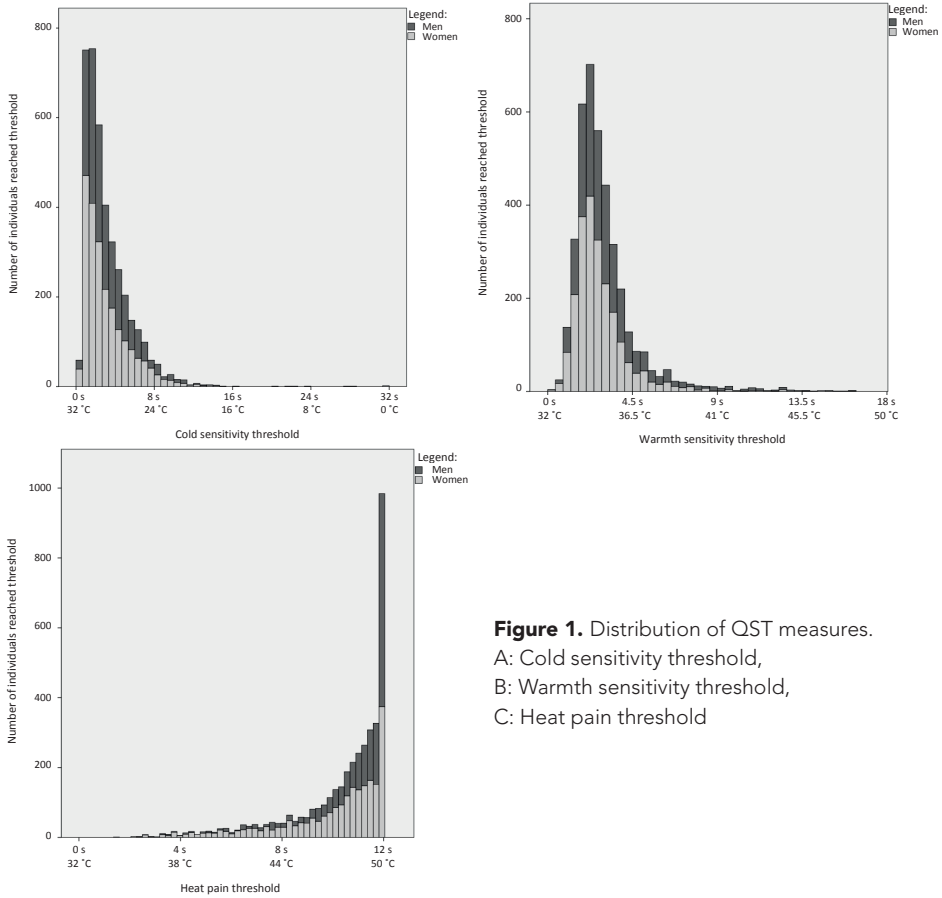 Legend:
Men
Women
800
600
400
200
0
Number of individuals reached threshold
0 s 8 s 16 s 24 s 32 s
32 ˚C 24 ˚C 16 ˚C 8 ˚C 0 ˚C
Cold sensitivity threshold
Legend:
Men
Women
800
600
400
200
0
Number of individuals reached threshold
0 s 4.5 s 9 s 13.5 s 18 s
32 ˚C 36.5 ˚C 41 ˚C 45.5 ˚C 50 ˚C
Warmth sensitivity threshold
Legend:
Men
Women
1000
800
600
400
200
0
Number of individuals reached threshold
0 s 4 s 8 s 12 s
32 ˚C 38 ˚C 44 ˚C 50 ˚C
Heat pain threshold
Figure 1. Distribution of QST measures.
A: Cold sensitivity threshold,
B: Warmth sensitivity threshold,
C: Heat pain threshold